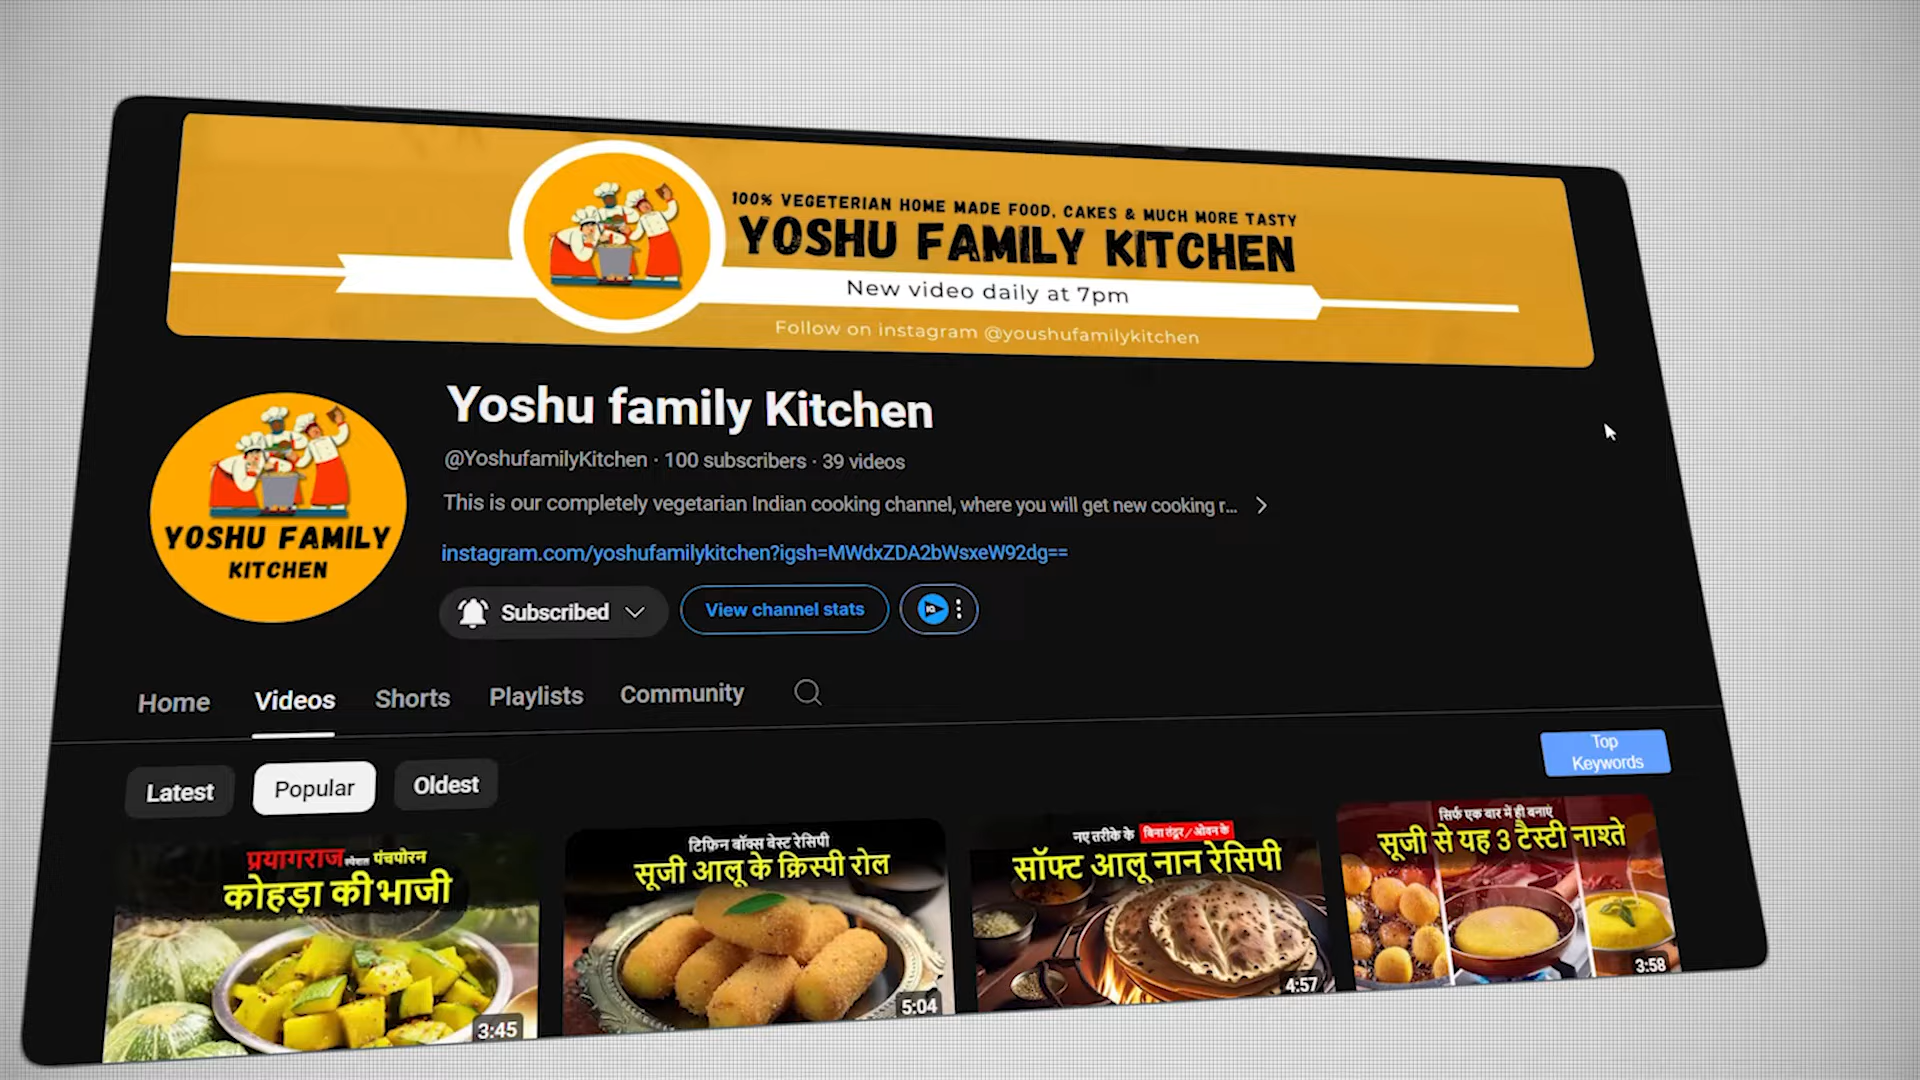 100% VEGETERIAN HOME MADE FOOD, CAKES & MUCH MORE TASTY
YOSHU FAMILY KITCHEN
New video daily at 7pm
Follow on instagram @youshufamilykitchen
YOSHU FAMILY
KITCHEN
Yoshu family Kitchen
@YoshufamilyKitchen · 100 subscribers · 39 videos
This is our completely vegetarian Indian cooking channel, where you will get new cooking r...
instagram.com/yoshufamilykitchen?igsh=MWdxZDA2bWsxeW92dg==
Subscribed
View channel stats
IQ
Home Videos Shorts Playlists Community
Top
Keywords
Latest Popular Oldest
प्रयागराज स्पेशल पंचपोरन
कोहड़ा की भाजी
3:45
टिफ़िन बॉक्स बेस्ट रेसिपी
सूजी आलू के क्रिस्पी रोल
5:04
नए तरीके के बिना तंदूर/ओवन के
सॉफ्ट आलू नान रेसिपी
4:57
सिर्फ एक बार में ही बनाएं
सूजी से यह 3 टैस्टी नाश्ते
3:58